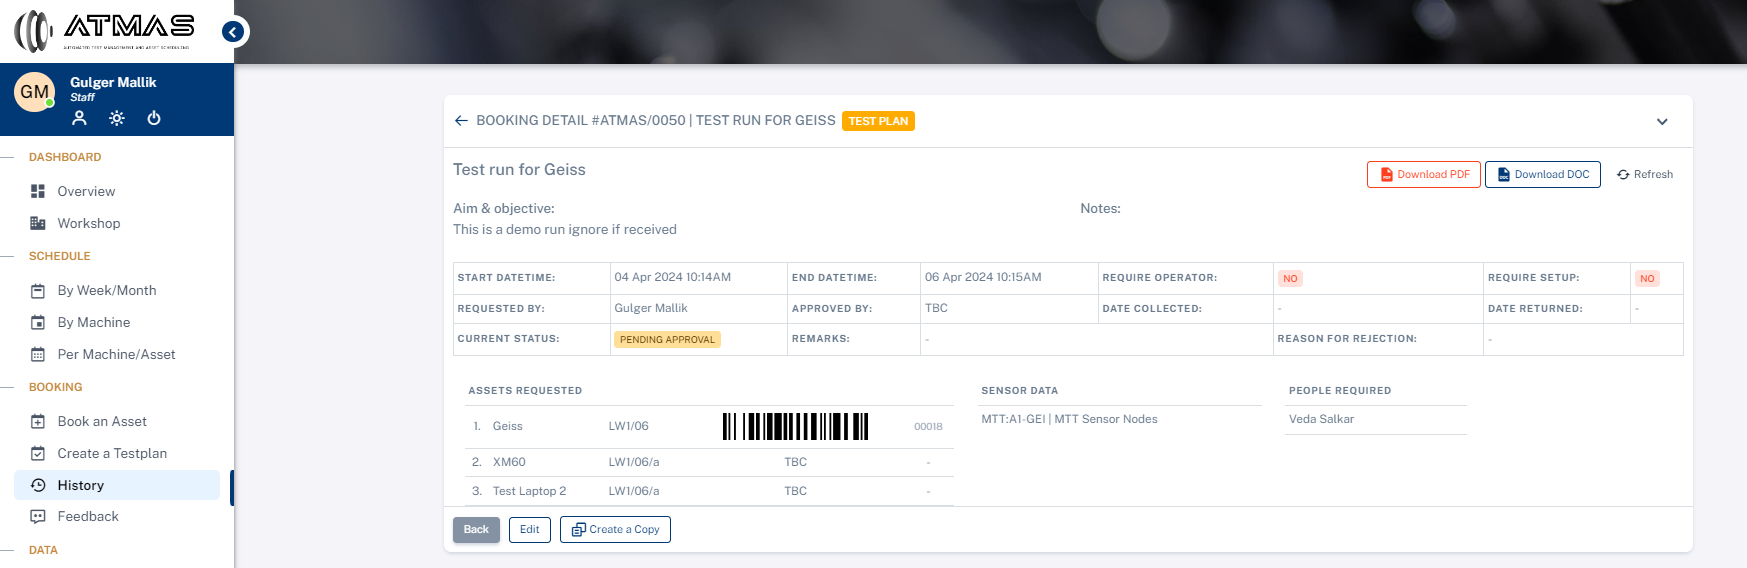 ATMAS
AUTOMATED TEST MANAGEMENT AND ASSET SCHEDULING
GM
Gulger Mallik
Staff
DASHBOARD
Overview
Workshop
SCHEDULE
By Week/Month
By Machine
Per Machine/Asset
BOOKING
Book an Asset
Create a Testplan
History
Feedback
DATA
BOOKING DETAIL #ATMAS/0050 | TEST RUN FOR GEISS TEST PLAN
Test run for Geiss
PDF Download PDF DOC Download DOC Refresh
Aim & objective: Notes:
This is a demo run ignore if received
START DATETIME: 04 Apr 2024 10:14AM END DATETIME: 06 Apr 2024 10:15AM REQUIRE OPERATOR: NO REQUIRE SETUP: NO
REQUESTED BY: Gulger Mallik APPROVED BY: TBC DATE COLLECTED: - DATE RETURNED: -
CURRENT STATUS: PENDING APPROVAL REMARKS: - REASON FOR REJECTION: -
ASSETS REQUESTED SENSOR DATA PEOPLE REQUIRED
1. Geiss LW1/06 00018 MTT:A1-GEI | MTT Sensor Nodes Veda Salkar
2. XM60 LW1/06/a TBC -
3. Test Laptop 2 LW1/06/a TBC -
Back Edit Create a Copy